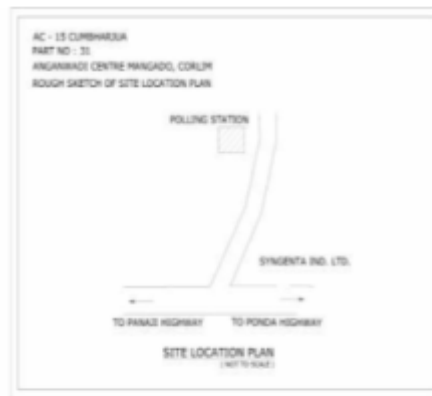 AC - 15 CUMBHARJUA
PART NO : 31
ANGANWADI CENTRE MANGADO, CORLIM
ROUGH SKETCH OF SITE LOCATION PLAN
POLLING STATION
SYNGENTA IND. LTD.
TO PANAJI HIGHWAY TO PONDA HIGHWAY
SITE LOCATION PLAN
( NOT TO SCALE )